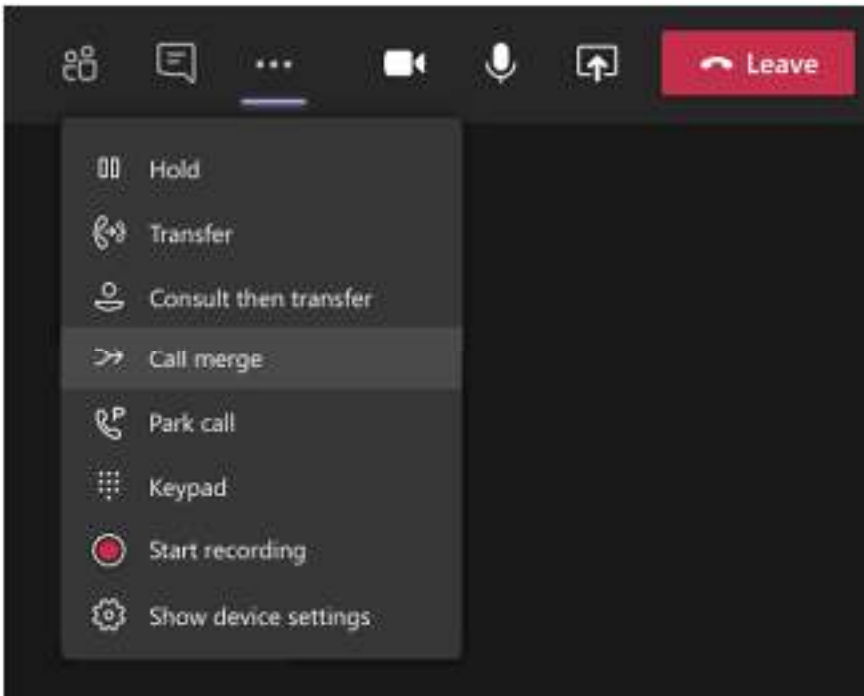 Leave
Hold
Transfer
Consult then transfer
Call merge
Park call
Keypad
Start recording
Show device settings